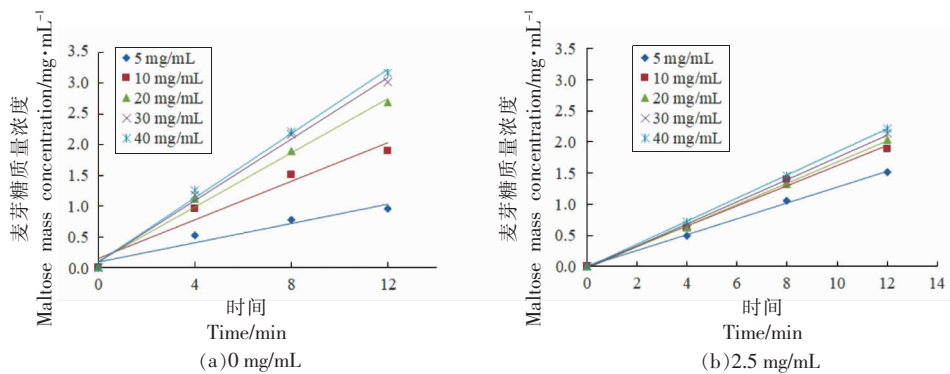 麦芽糖质量浓度
Maltose mass concentration/mg·mL⁻¹
3.5
3.0
2.5
2.0
1.5
1.0
0.5
0.0
5 mg/mL
10 mg/mL
20 mg/mL
30 mg/mL
40 mg/mL
0 4 8 12
时间
Time/min
(a)0 mg/mL
麦芽糖质量浓度
Maltose mass concentration/mg·mL⁻¹
3.5
3.0
2.5
2.0
1.5
1.0
0.5
0.0
5 mg/mL
10 mg/mL
20 mg/mL
30 mg/mL
40 mg/mL
0 2 4 6 8 10 12 14
时间
Time/min
(b)2.5 mg/mL